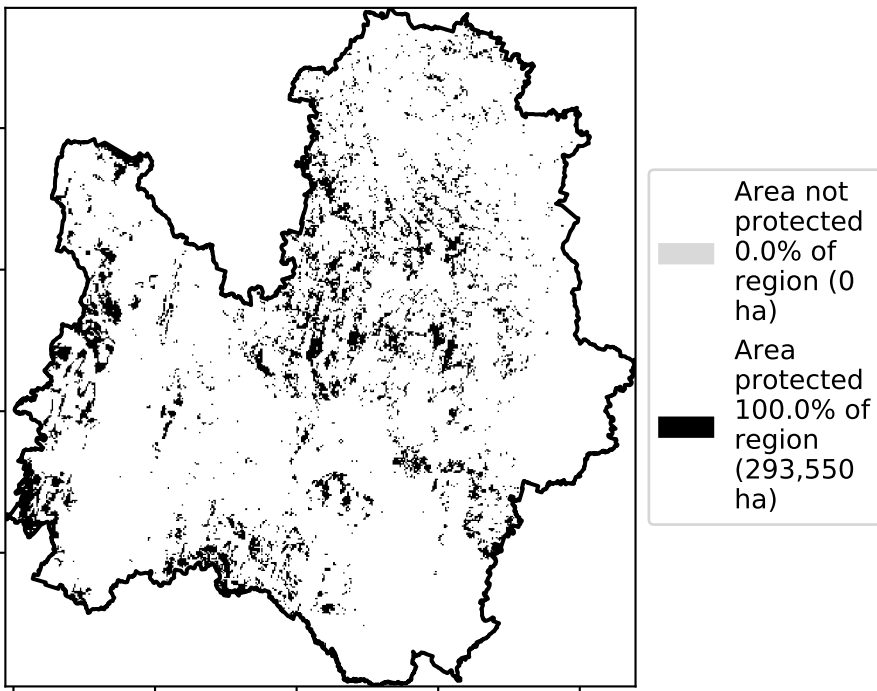 Area not
protected
0.0% of
region (0
ha)
Area
protected
100.0% of
region
(293,550
ha)